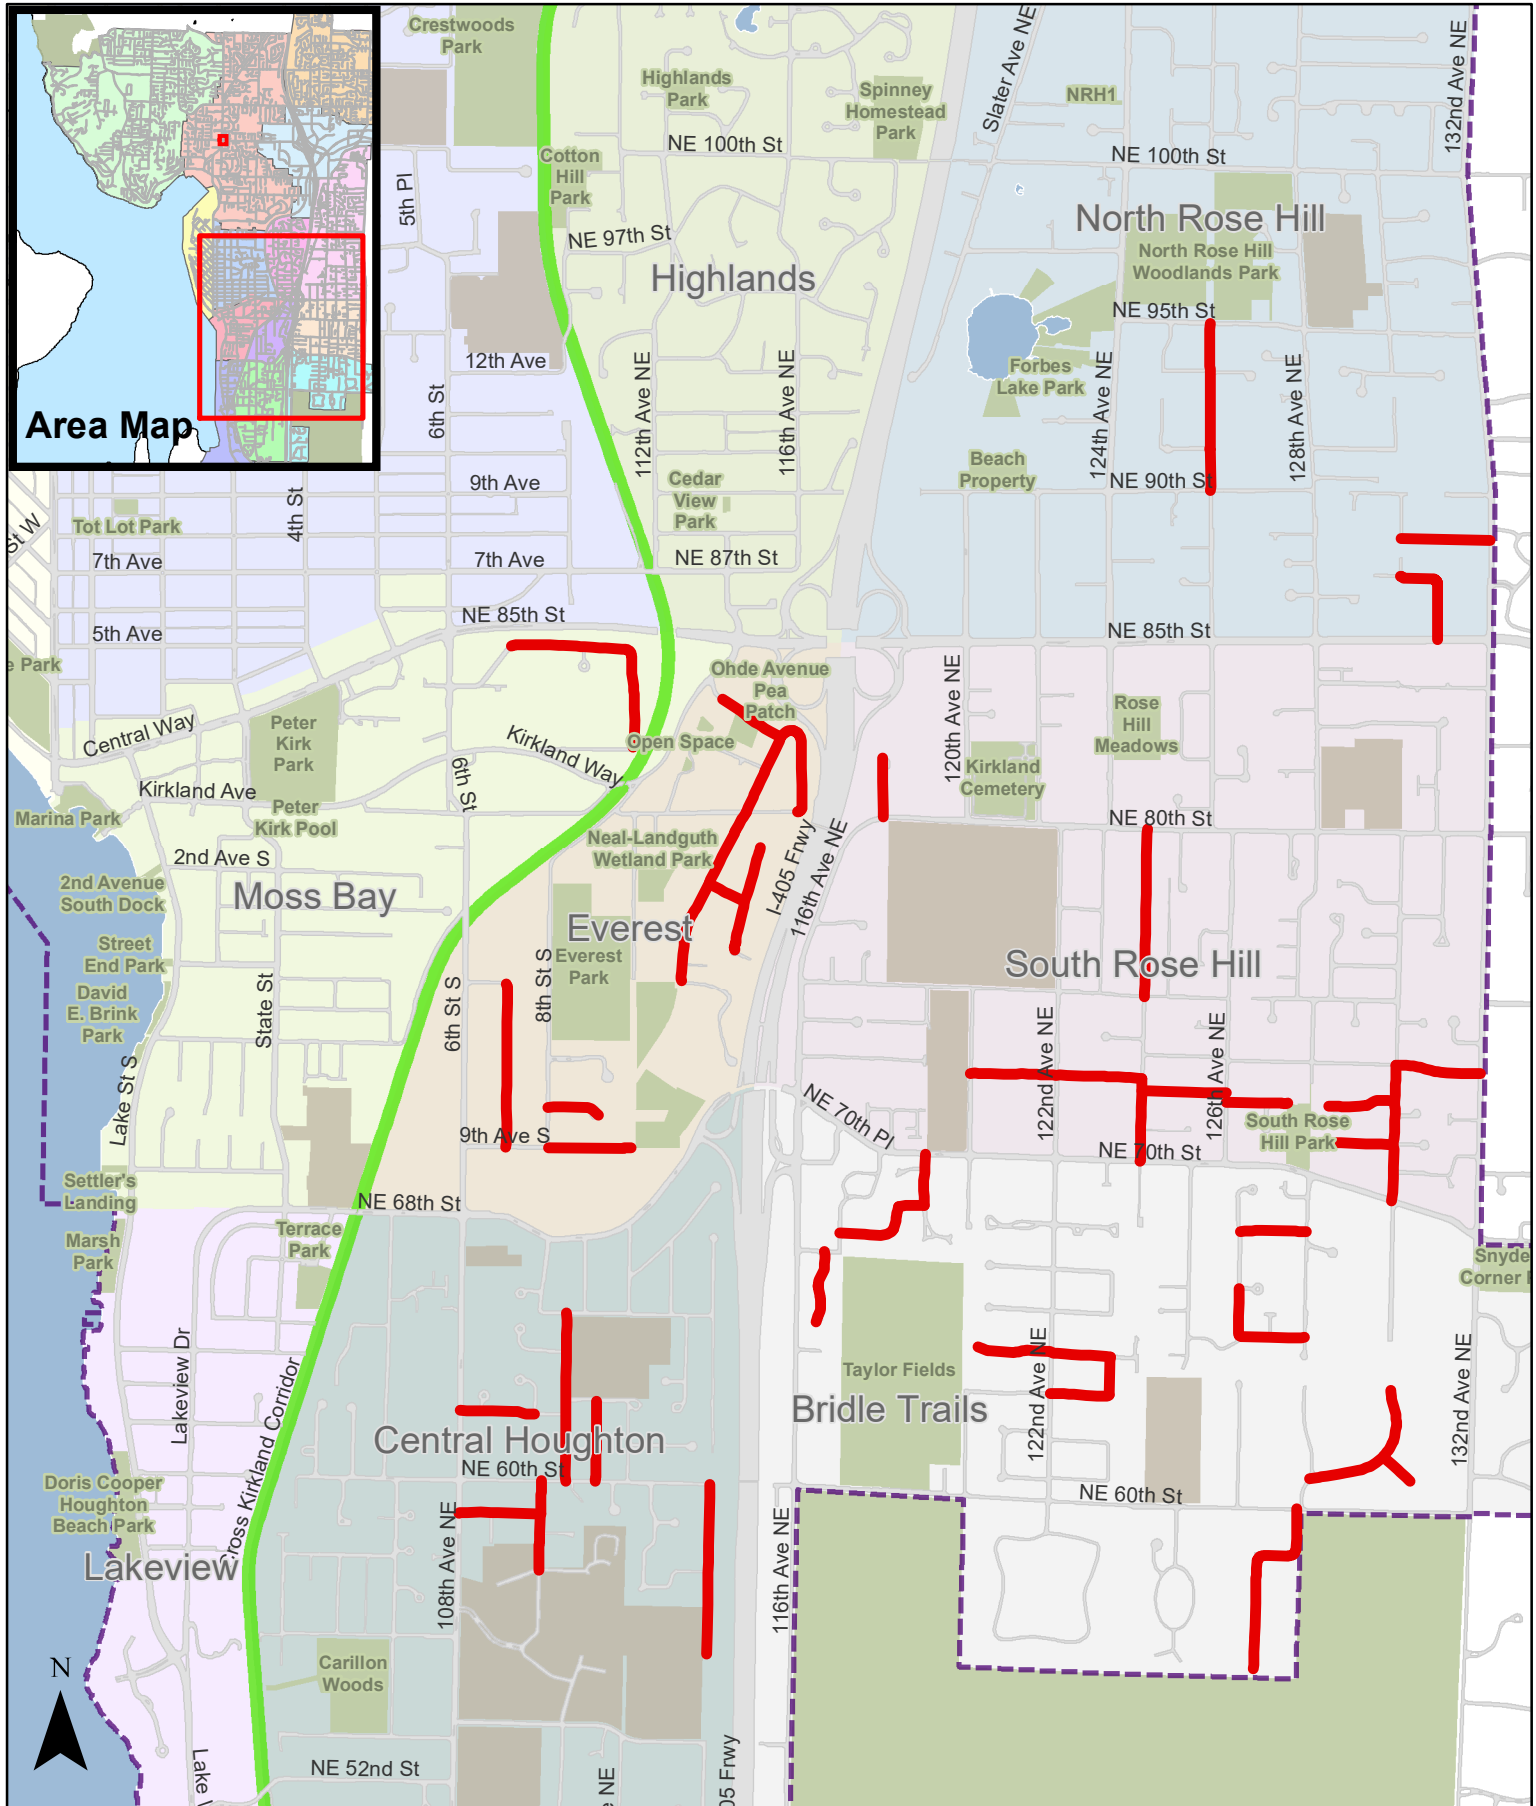 Crestwoods
Park
Highlands
Park
Spinney
Homestead
Park
Slater Ave NE
NRH1
132nd Ave NE
NE 100th St
NE 100th St
Cotton
Hill
Park
5th Pl
NE 97th St
Highlands
North Rose Hill
North Rose Hill
Woodlands Park
NE 95th St
Forbes
Lake Park
12th Ave
6th St
112th Ave NE
116th Ave NE
124th Ave NE
128th Ave NE
Area Map
Beach
Property
NE 90th St
9th Ave
4th St
Cedar
View
Park
St W
Tot Lot Park
7th Ave
7th Ave
NE 87th St
NE 85th St
NE 85th St
5th Ave
e Park
Ohde Avenue
Pea
Patch
Open Space
120th Ave NE
Rose
Hill
Meadows
Central Way
Peter
Kirk
Park
Kirkland Way
6th St
Kirkland
Cemetery
Kirkland Ave
Marina Park
Peter
Kirk Pool
NE 80th St
Neal-Landguth
Wetland Park
I-405 Frwy
116th Ave NE
2nd Ave S
2nd Avenue
South Dock
Moss Bay
Everest
Everest
Park
8th St S
Street
End Park
David
E. Brink
Park
State St
6th St S
South Rose Hill
122nd Ave NE
126th Ave NE
Lake St S
NE 70th Pl
9th Ave S
NE 70th St
South Rose
Hill Park
Settler's
Landing
NE 68th St
Marsh
Park
Terrace
Park
Snyde
Corner
Lakeview Dr
Cross Kirkland Corridor
Taylor Fields
122nd Ave NE
132nd Ave NE
Bridle Trails
Central Houghton
NE 60th St
NE 60th St
Doris Cooper
Houghton
Beach Park
108th Ave NE
116th Ave NE
Lakeview
N
Carillon
Woods
NE 52nd St
Lake
e NE
05 Frwy